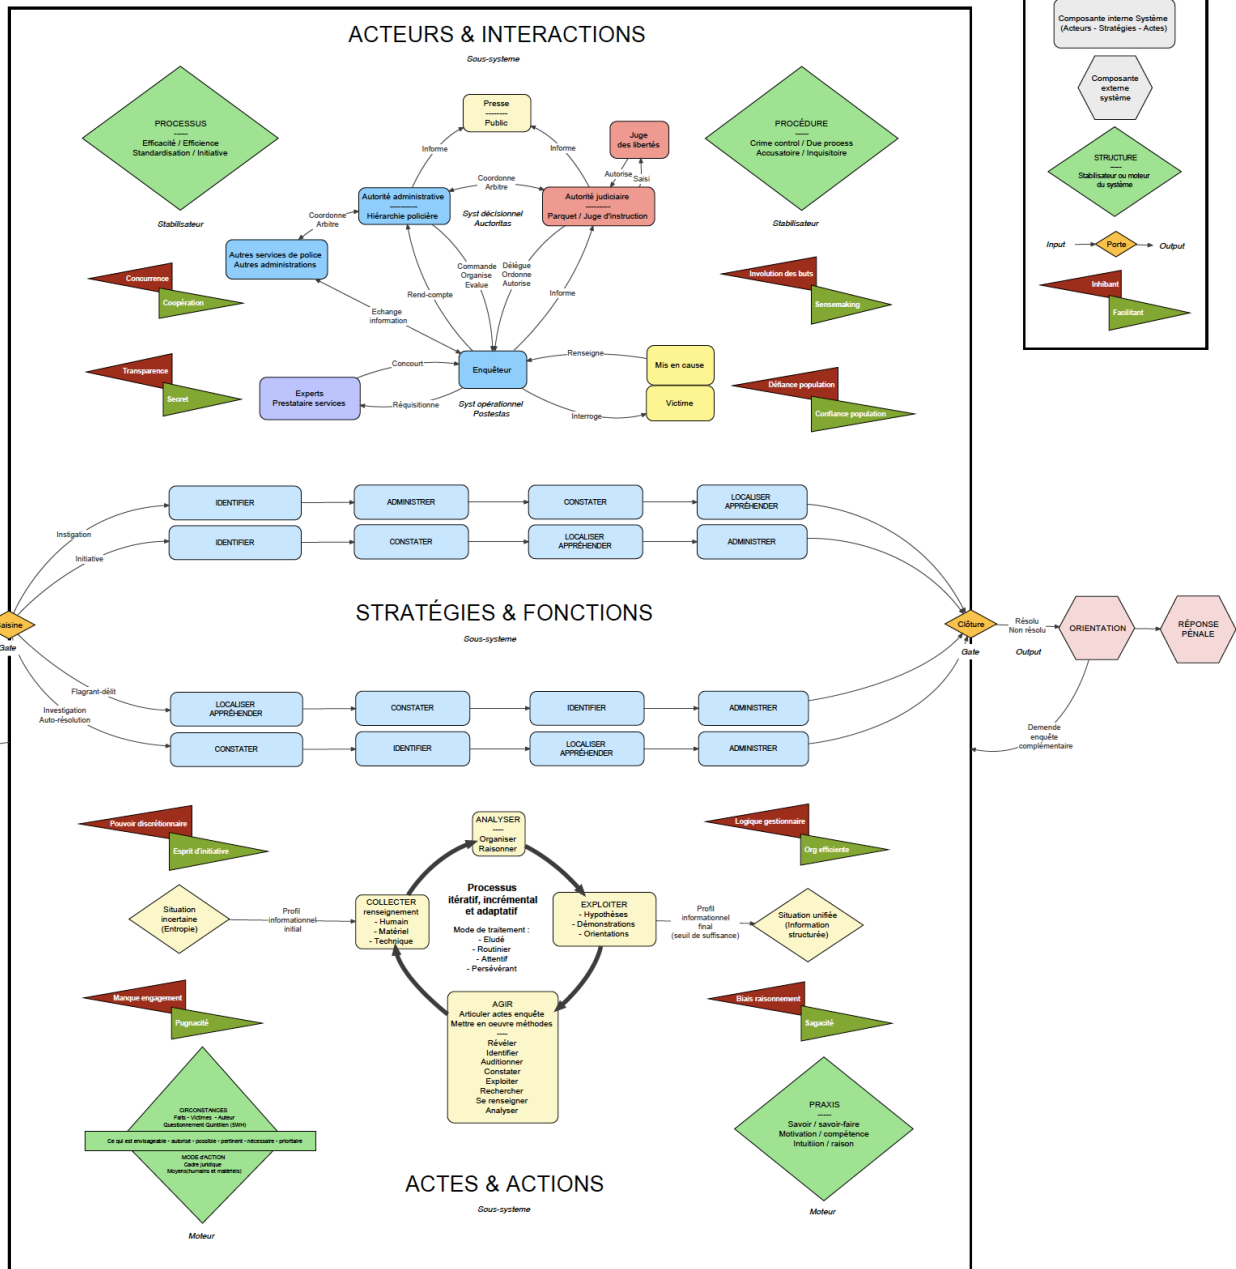 ACTEURS & INTERACTIONS
Sous-systeme
PROCESSUS
-----
Efficacité / Efficience
Standardisation / Initiative
Stabilisateur
Presse
---------
Public
PROCÉDURE
-----
Crime control / Due process
Accusatoire / Inquisitoire
Stabilisateur
Juge
des libertés
Informe
Informe
Autorise
Saisi
Coordonne
Arbitre
Autorité administrative
-----------
Hiérarchie policière
Syst décisionnel
Auctoritas
Autorité judiciaire
----------
Parquet / Juge d'instruction
Coordonne
Arbitre
Autres services de police
Autres administrations
Commande
Organise
Evalue
Délègue
Ordonne
Autorise
Rend-compte
Informe
Echange
information
Concurrence
Coopération
Involution des buts
Sensemaking
Transparence
Secret
Défiance population
Confiance population
Concourt
Enquêteur
Renseigne
Mis en cause
Victime
Experts
Prestataire services
Réquisitionne
Syst opérationnel
Postestas
Interroge
IDENTIFIER
ADMINISTRER
CONSTATER
LOCALISER
APPRÉHENDER
Instigation
IDENTIFIER
CONSTATER
LOCALISER
APPRÉHENDER
ADMINISTRER
Initiative
STRATÉGIES & FONCTIONS
Sous-systeme
Saisine
Gate
Clôture
Gate
Résolu
Non résolu
Output
ORIENTATION
RÉPONSE
PÉNALE
Flagrant-délit
LOCALISER
APPRÉHENDER
CONSTATER
IDENTIFIER
ADMINISTRER
Investigation
Auto-résolution
CONSTATER
IDENTIFIER
LOCALISER
APPRÉHENDER
ADMINISTRER
Demende
enquête
complémentaire
Pouvoir discrétionnaire
Esprit d'initiative
Logique gestionnaire
Org efficiente
ANALYSER
----
Organiser
Raisonner
Situation
incertaine
(Entropie)
Profil
informationnel
initial
COLLECTER
renseignement
- Humain
- Matériel
- Technique
Processus
itératif, incrémental
et adaptatif
Mode de traitement :
- Eludé
- Routinier
- Attentif
- Persévérant
EXPLOITER
- Hypothèses
- Démonstrations
- Orientations
Profil
informationnel
final
(seuil de suffisance)
Situation unifiée
(Information
structurée)
Manque engagement
Pugnacité
Biais raisonnement
Sagacité
AGIR
Articuler actes enquête
Mettre en oeuvre méthodes
----
Révéler
Identifier
Auditionner
Constater
Exploiter
Rechercher
Se renseigner
Analyser
CIRCONSTANCES
Faits - Victimes - Auteur
Questionnement Quintilien (5WH)
Ce qui est envisageable - autorisé - possible - pertinent - nécessaire - prioritaire
MODE d'ACTION
Cadre juridique
Moyens(humains et matériels)
Moteur
PRAXIS
-----
Savoir / savoir-faire
Motivation / compétence
Intuitiion / raison
Moteur
ACTES & ACTIONS
Sous-systeme
Composante interne Système
(Acteurs - Stratégies - Actes)
Composante
externe
système
STRUCTURE
-----
Stabilisateur ou moteur
du système
Input
Porte
Output
Inhibant
Facilitant